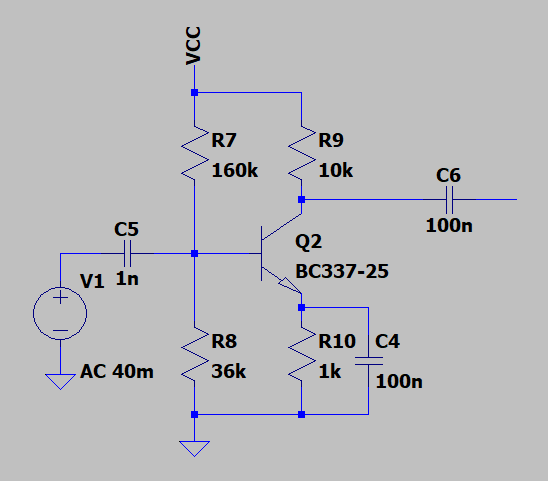 VCC
R7
160k
R9
10k
C6
100n
C5
1n
Q2
BC337-25
V1
AC 40m
R8
36k
R10
1k
C4
100n